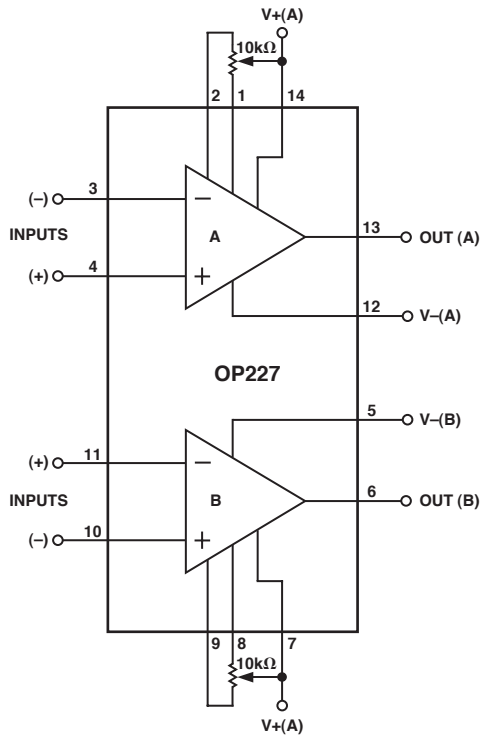 V+(A)
10kΩ
2 1 14
(–) 3
−
INPUTS
A
13 OUT (A)
(+) 4
+
12 V–(A)
OP227
5 V–(B)
(+) 11
−
INPUTS
B
6 OUT (B)
(–) 10
+
9 8 7
10kΩ
V+(A)